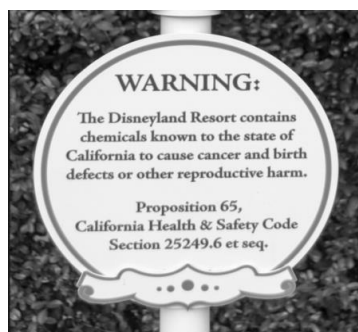 WARNING:
The Disneyland Resort contains
chemicals known to the state of
California to cause cancer and birth
defects or other reproductive harm.
Proposition 65,
California Health & Safety Code
Section 25249.6 et seq.